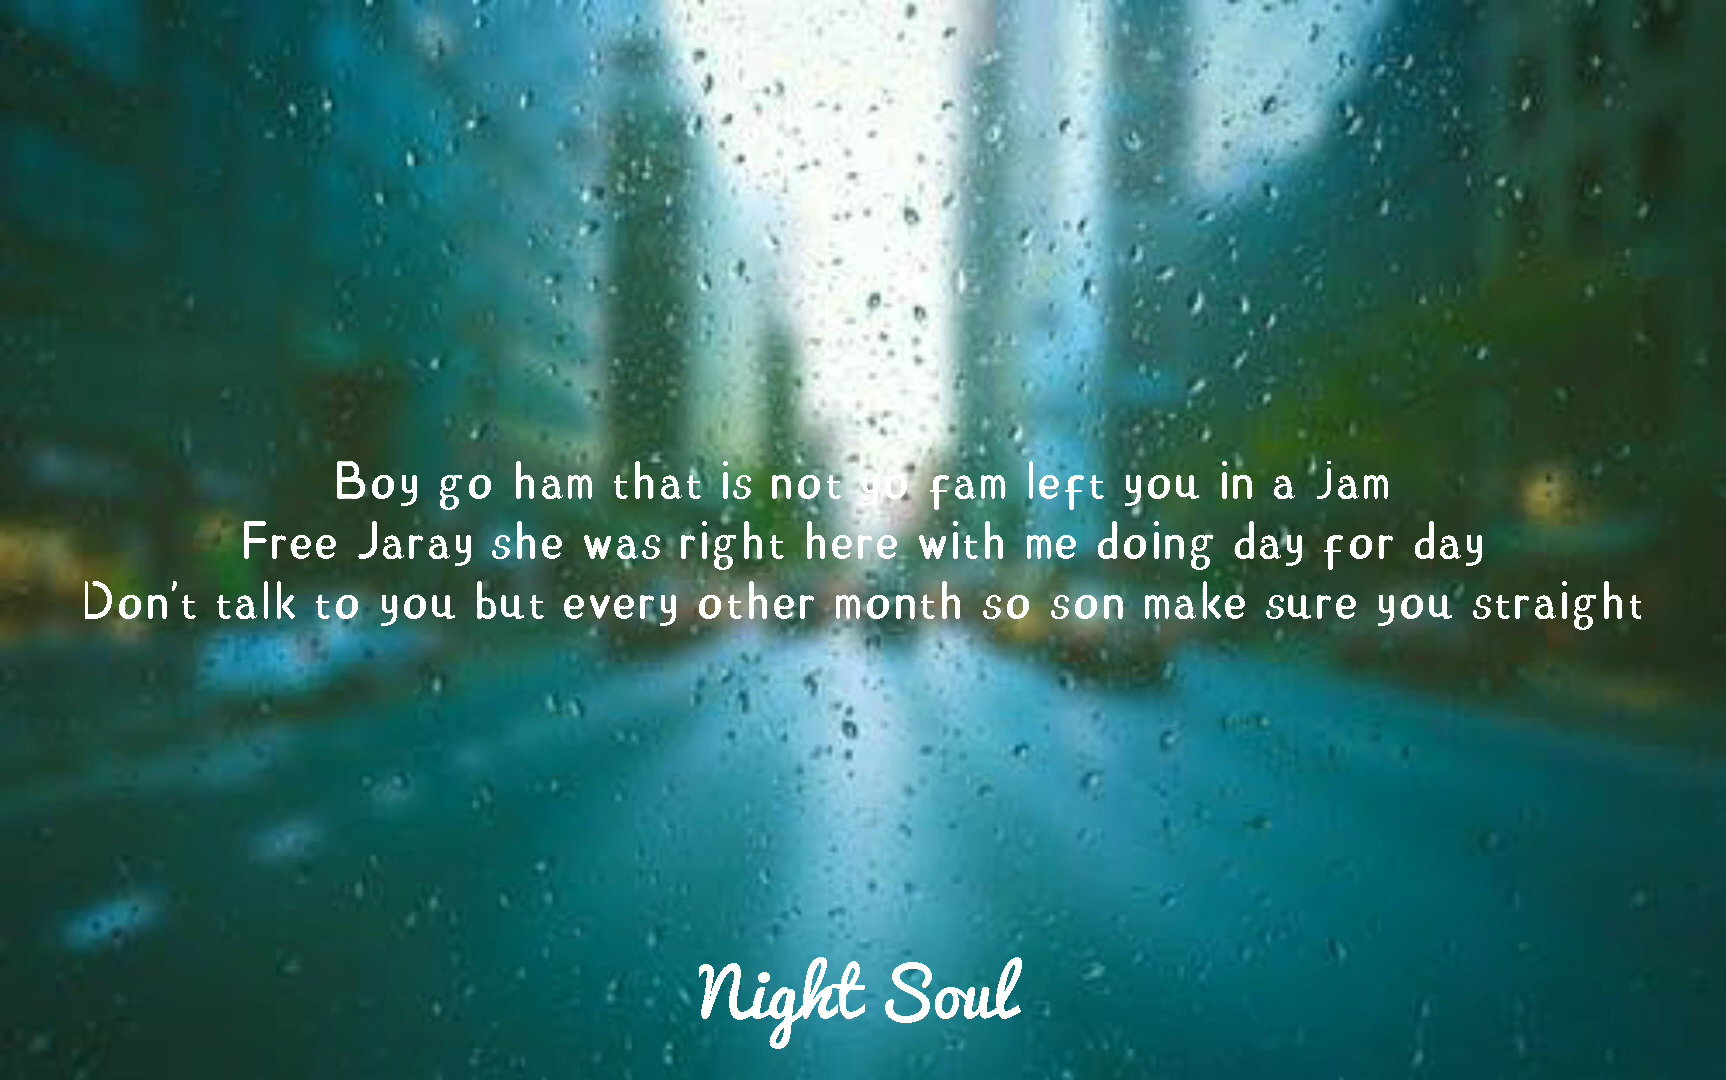 Boy go ham that is not yo fam left you in a jam
Free Jaray she was right here with me doing day for day
Don't talk to you but every other month so son make sure you straight
Night Soul